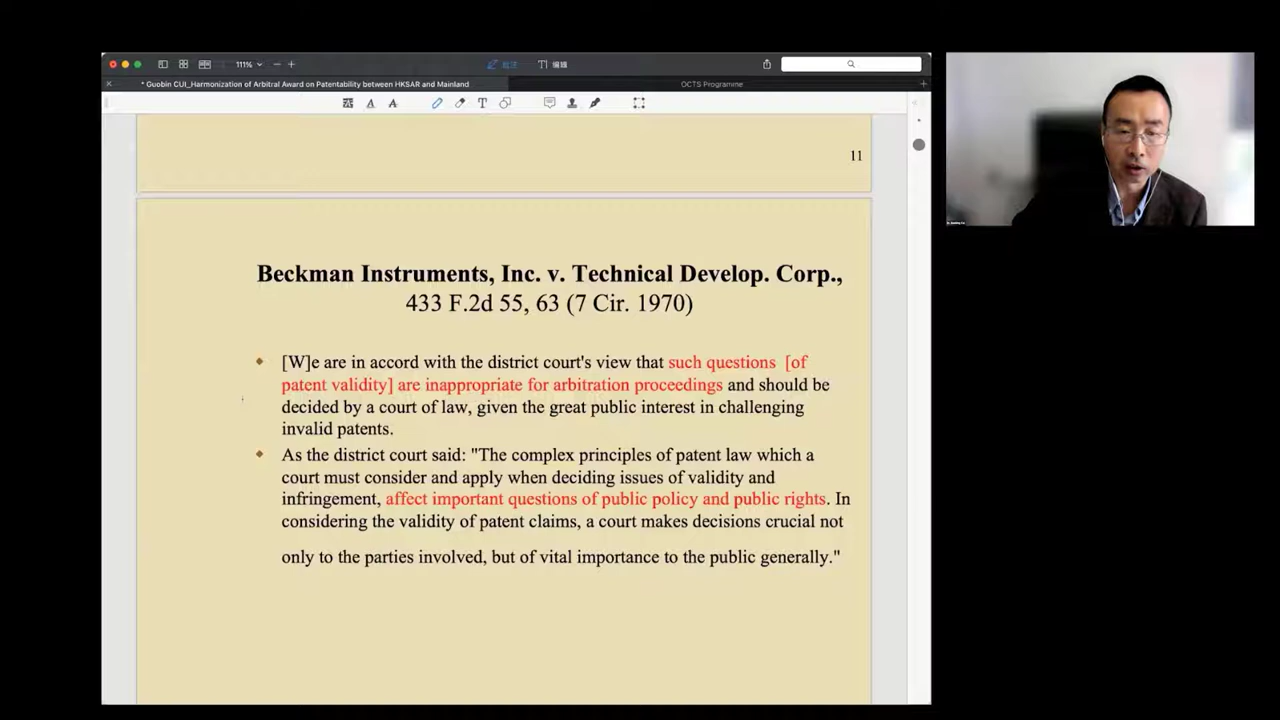 111%
批注
编辑
* Guobin CUI_Harmonization of Arbitral Award on Patentability between HKSAR and Mainland
OCTS Programme
11
Beckman Instruments, Inc. v. Technical Develop. Corp.,
433 F.2d 55, 63 (7 Cir. 1970)
[W]e are in accord with the district court's view that such questions [of
patent validity] are inappropriate for arbitration proceedings and should be
decided by a court of law, given the great public interest in challenging
invalid patents.
As the district court said: "The complex principles of patent law which a
court must consider and apply when deciding issues of validity and
infringement, affect important questions of public policy and public rights. In
considering the validity of patent claims, a court makes decisions crucial not
only to the parties involved, but of vital importance to the public generally."